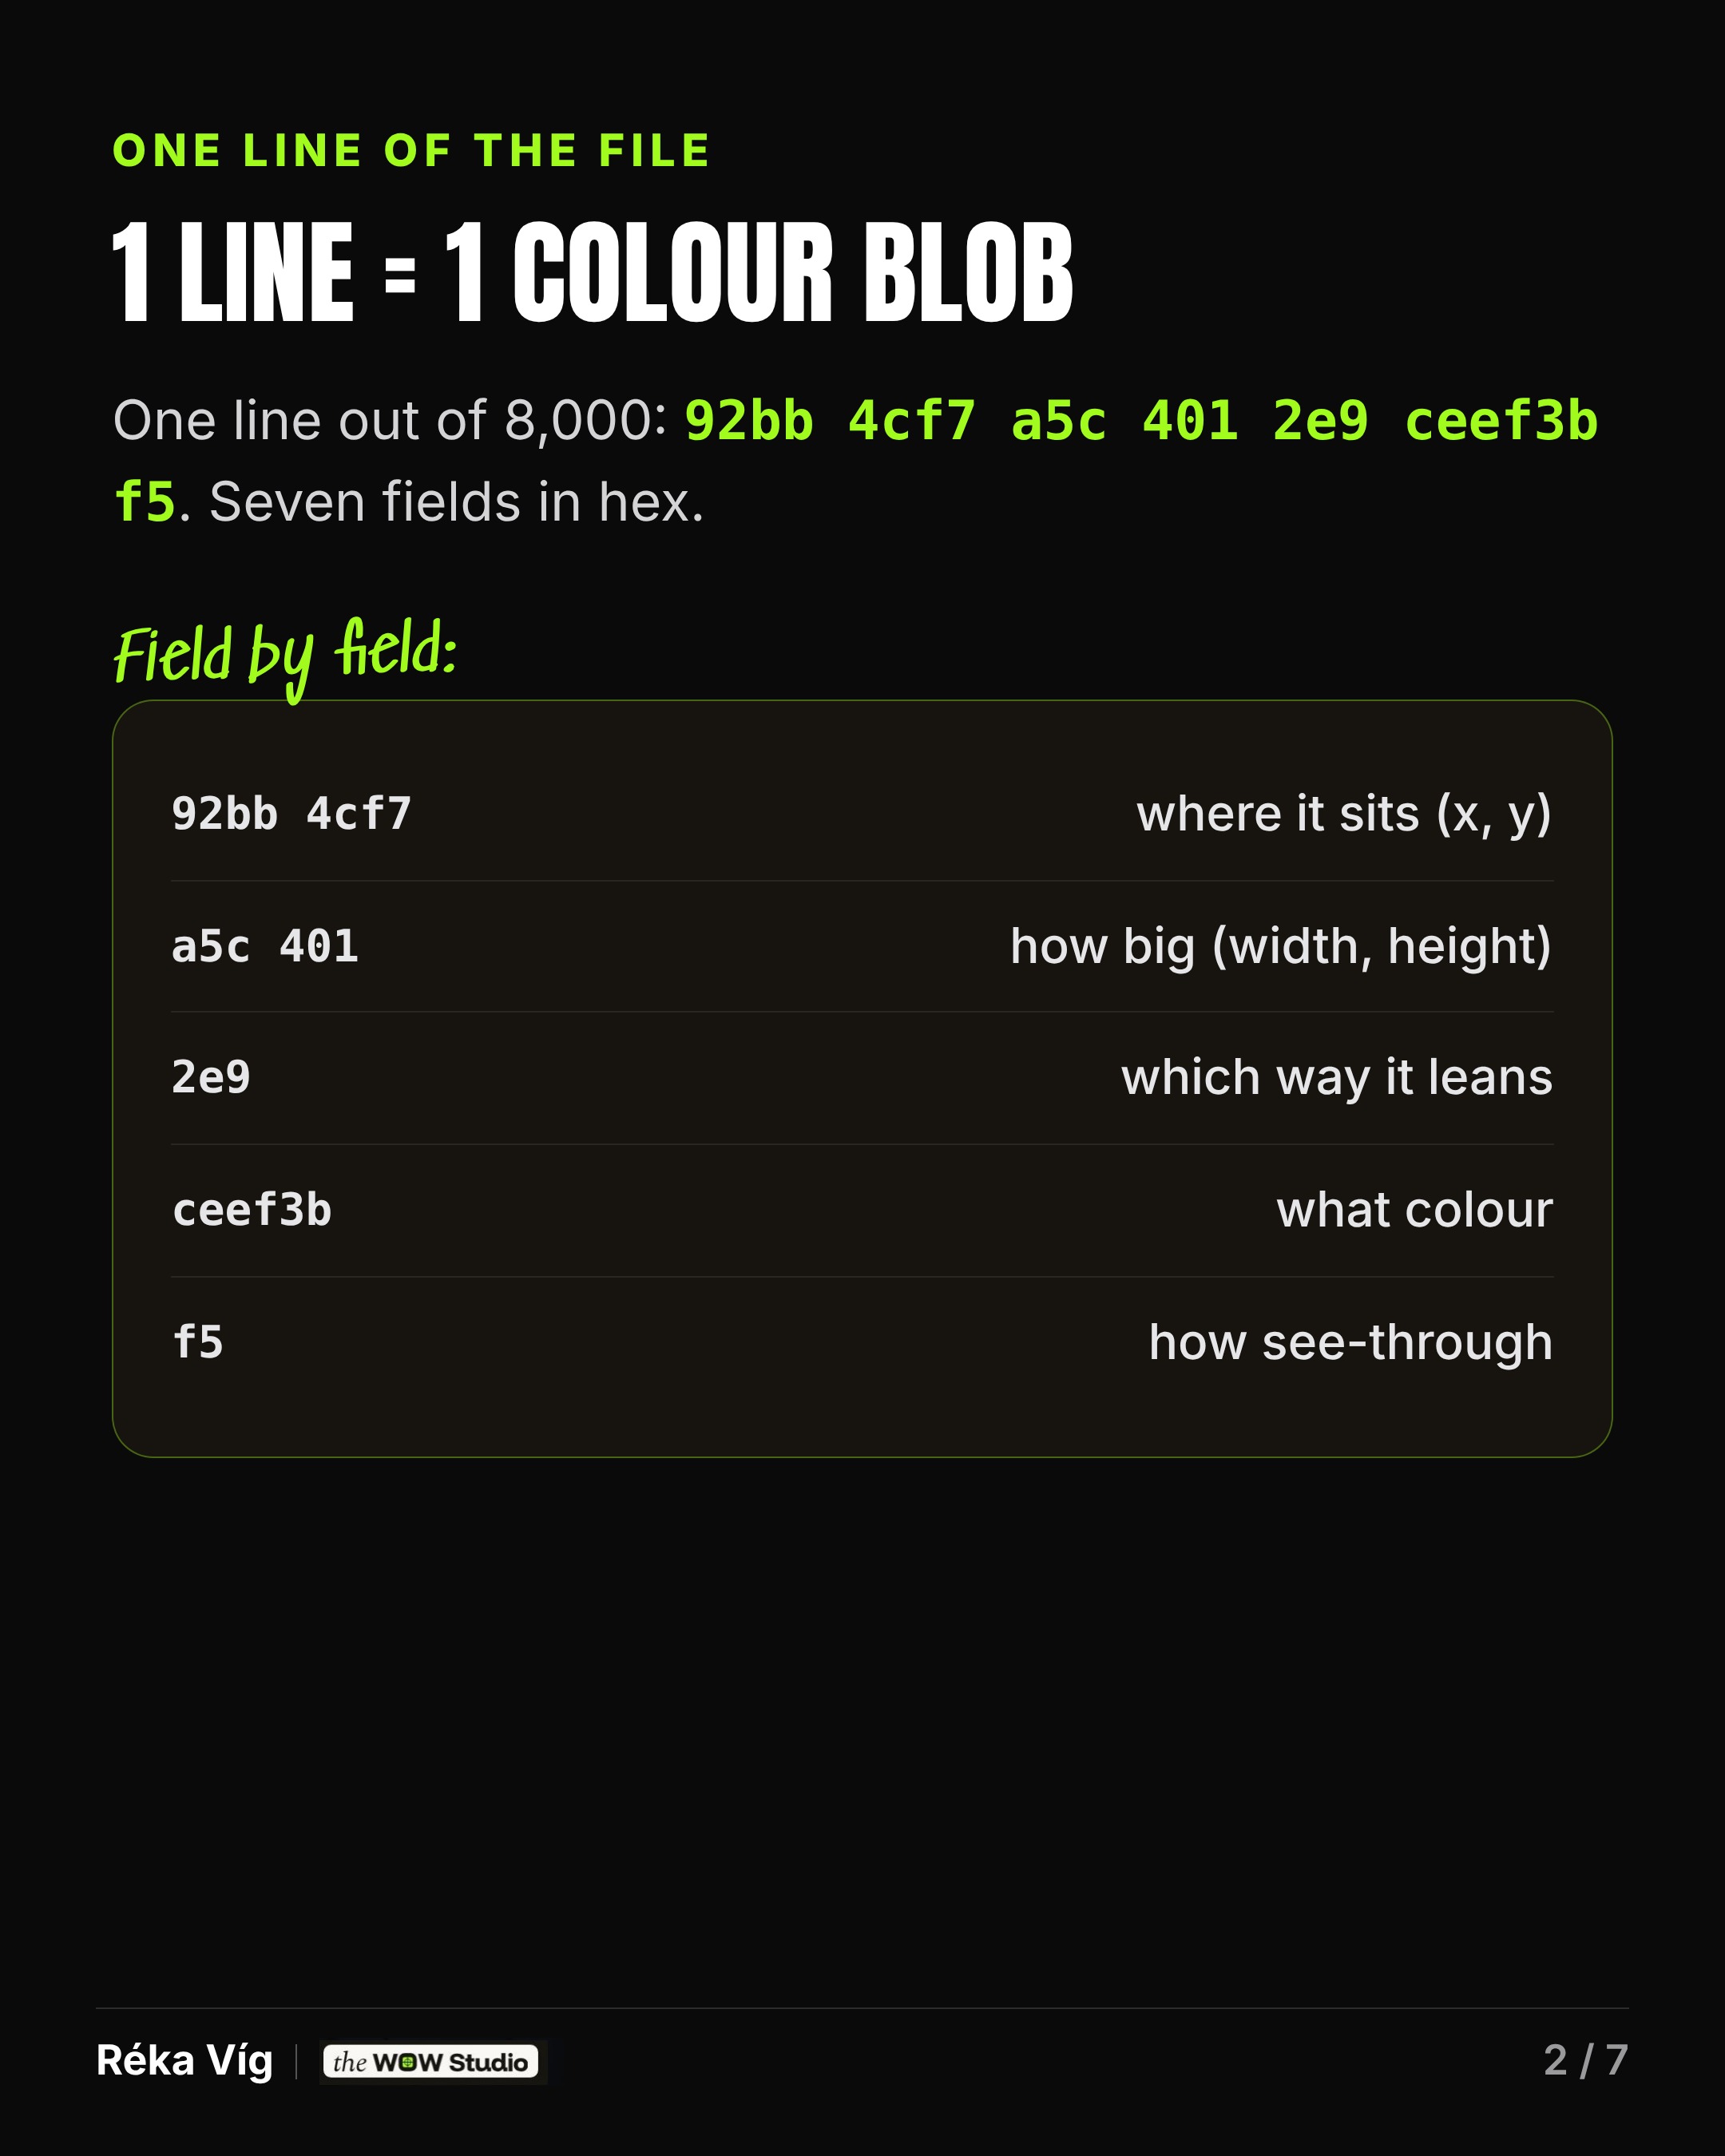 ONE LINE OF THE FILE
1 LINE = 1 COLOUR BLOB
One line out of 8,000: 92bb 4cf7 a5c 401 2e9 ceef3b
f5. Seven fields in hex.
Field by field:
92bb 4cf7 where it sits (x, y)
a5c 401 how big (width, height)
2e9 which way it leans
ceef3b what colour
f5 how see-through
Réka Víg the WOW Studio 2 / 7